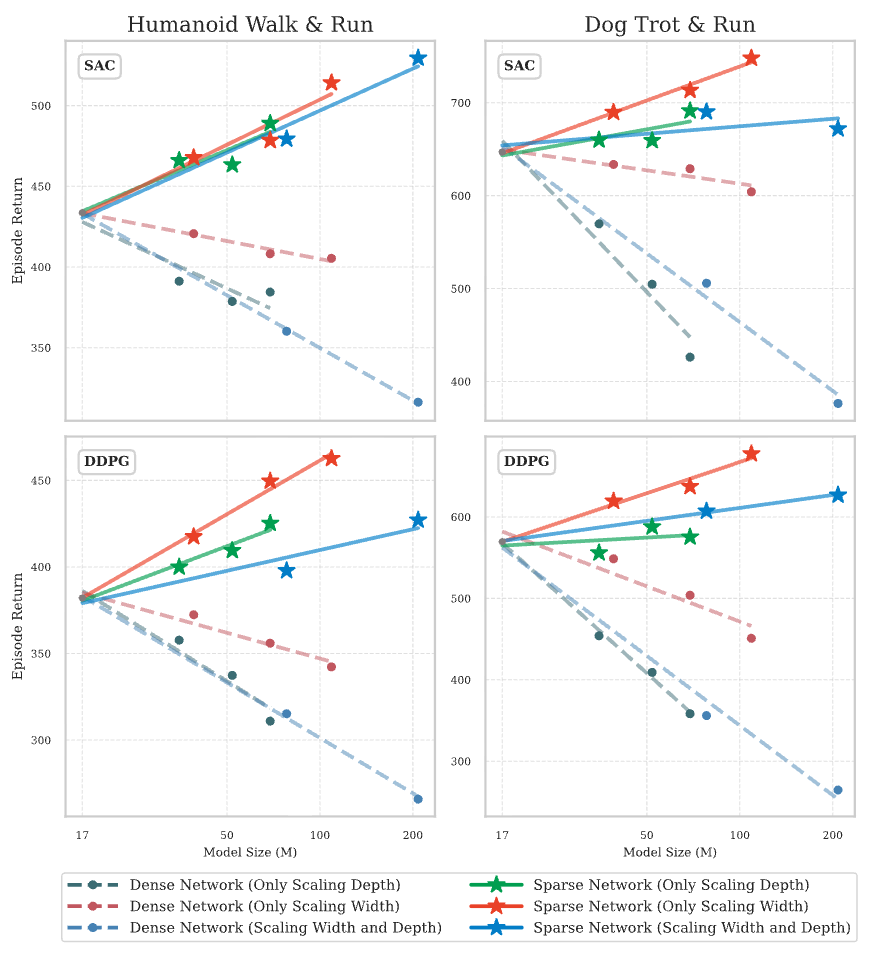 Humanoid Walk & Run
Dog Trot & Run
SAC
500
450
400
350
Episode Return
SAC
700
600
500
400
DDPG
450
400
350
300
Episode Return
17
50
100
200
Model Size (M)
DDPG
600
500
400
300
17
50
100
200
Model Size (M)
Dense Network (Only Scaling Depth)
Dense Network (Only Scaling Width)
Dense Network (Scaling Width and Depth)
Sparse Network (Only Scaling Depth)
Sparse Network (Only Scaling Width)
Sparse Network (Scaling Width and Depth)